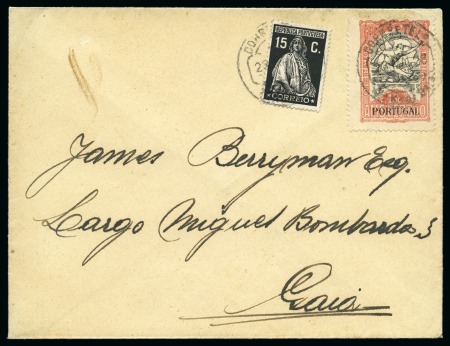 REPUBLICA PORTUGUESA
15 C.
CORREIO
PORTUGAL
James Berryman Esq.
Largo Miguel Bombarda 3
Gaia